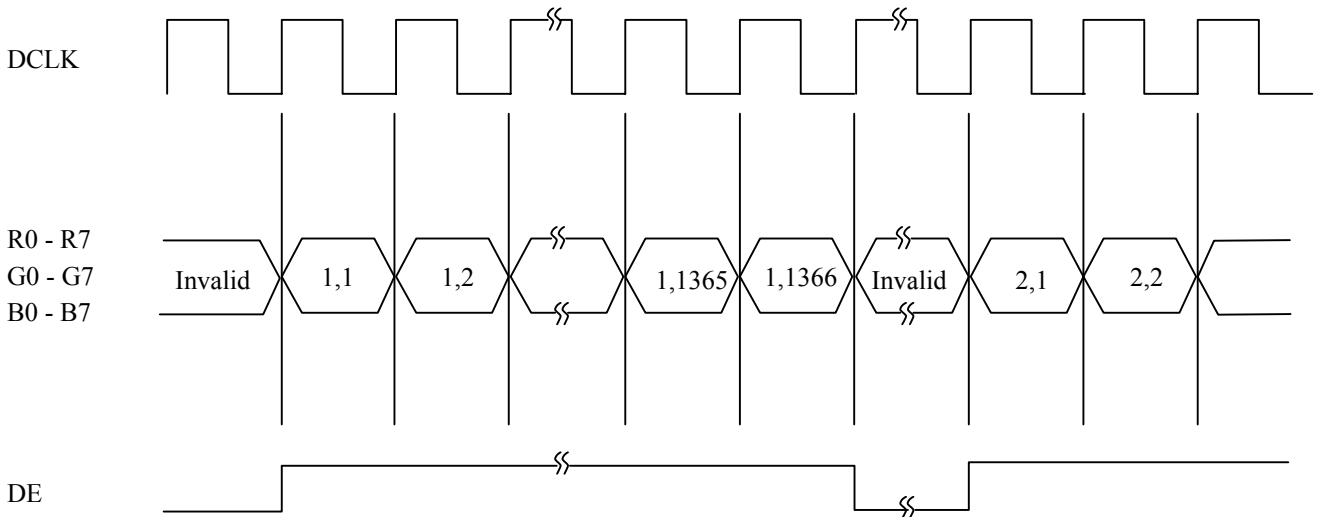 DCLK
R0 - R7
G0 - G7
B0 - B7
Invalid
1,1
1,2
1,1365
1,1366
Invalid
2,1
2,2
DE